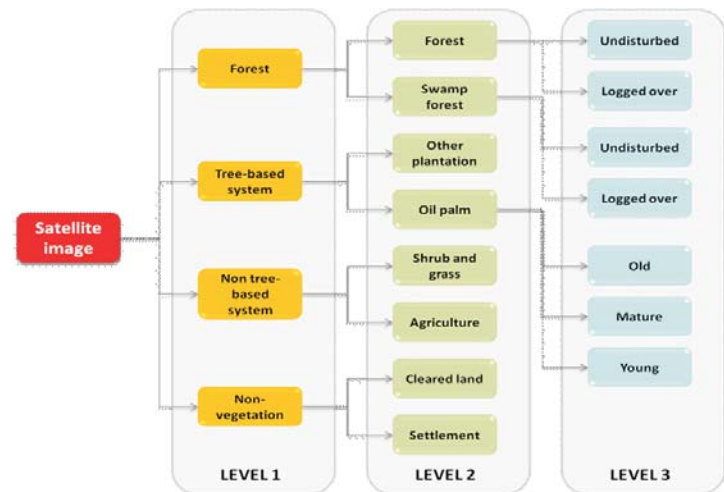 Satellite
image
Forest
Tree-based
system
Non tree-
based
system
Non-
vegetation
LEVEL 1
Forest
Swamp
forest
Other
plantation
Oil palm
Shrub and
grass
Agriculture
Cleared land
Settlement
LEVEL 2
Undisturbed
Logged over
Undisturbed
Logged over
Old
Mature
Young
LEVEL 3